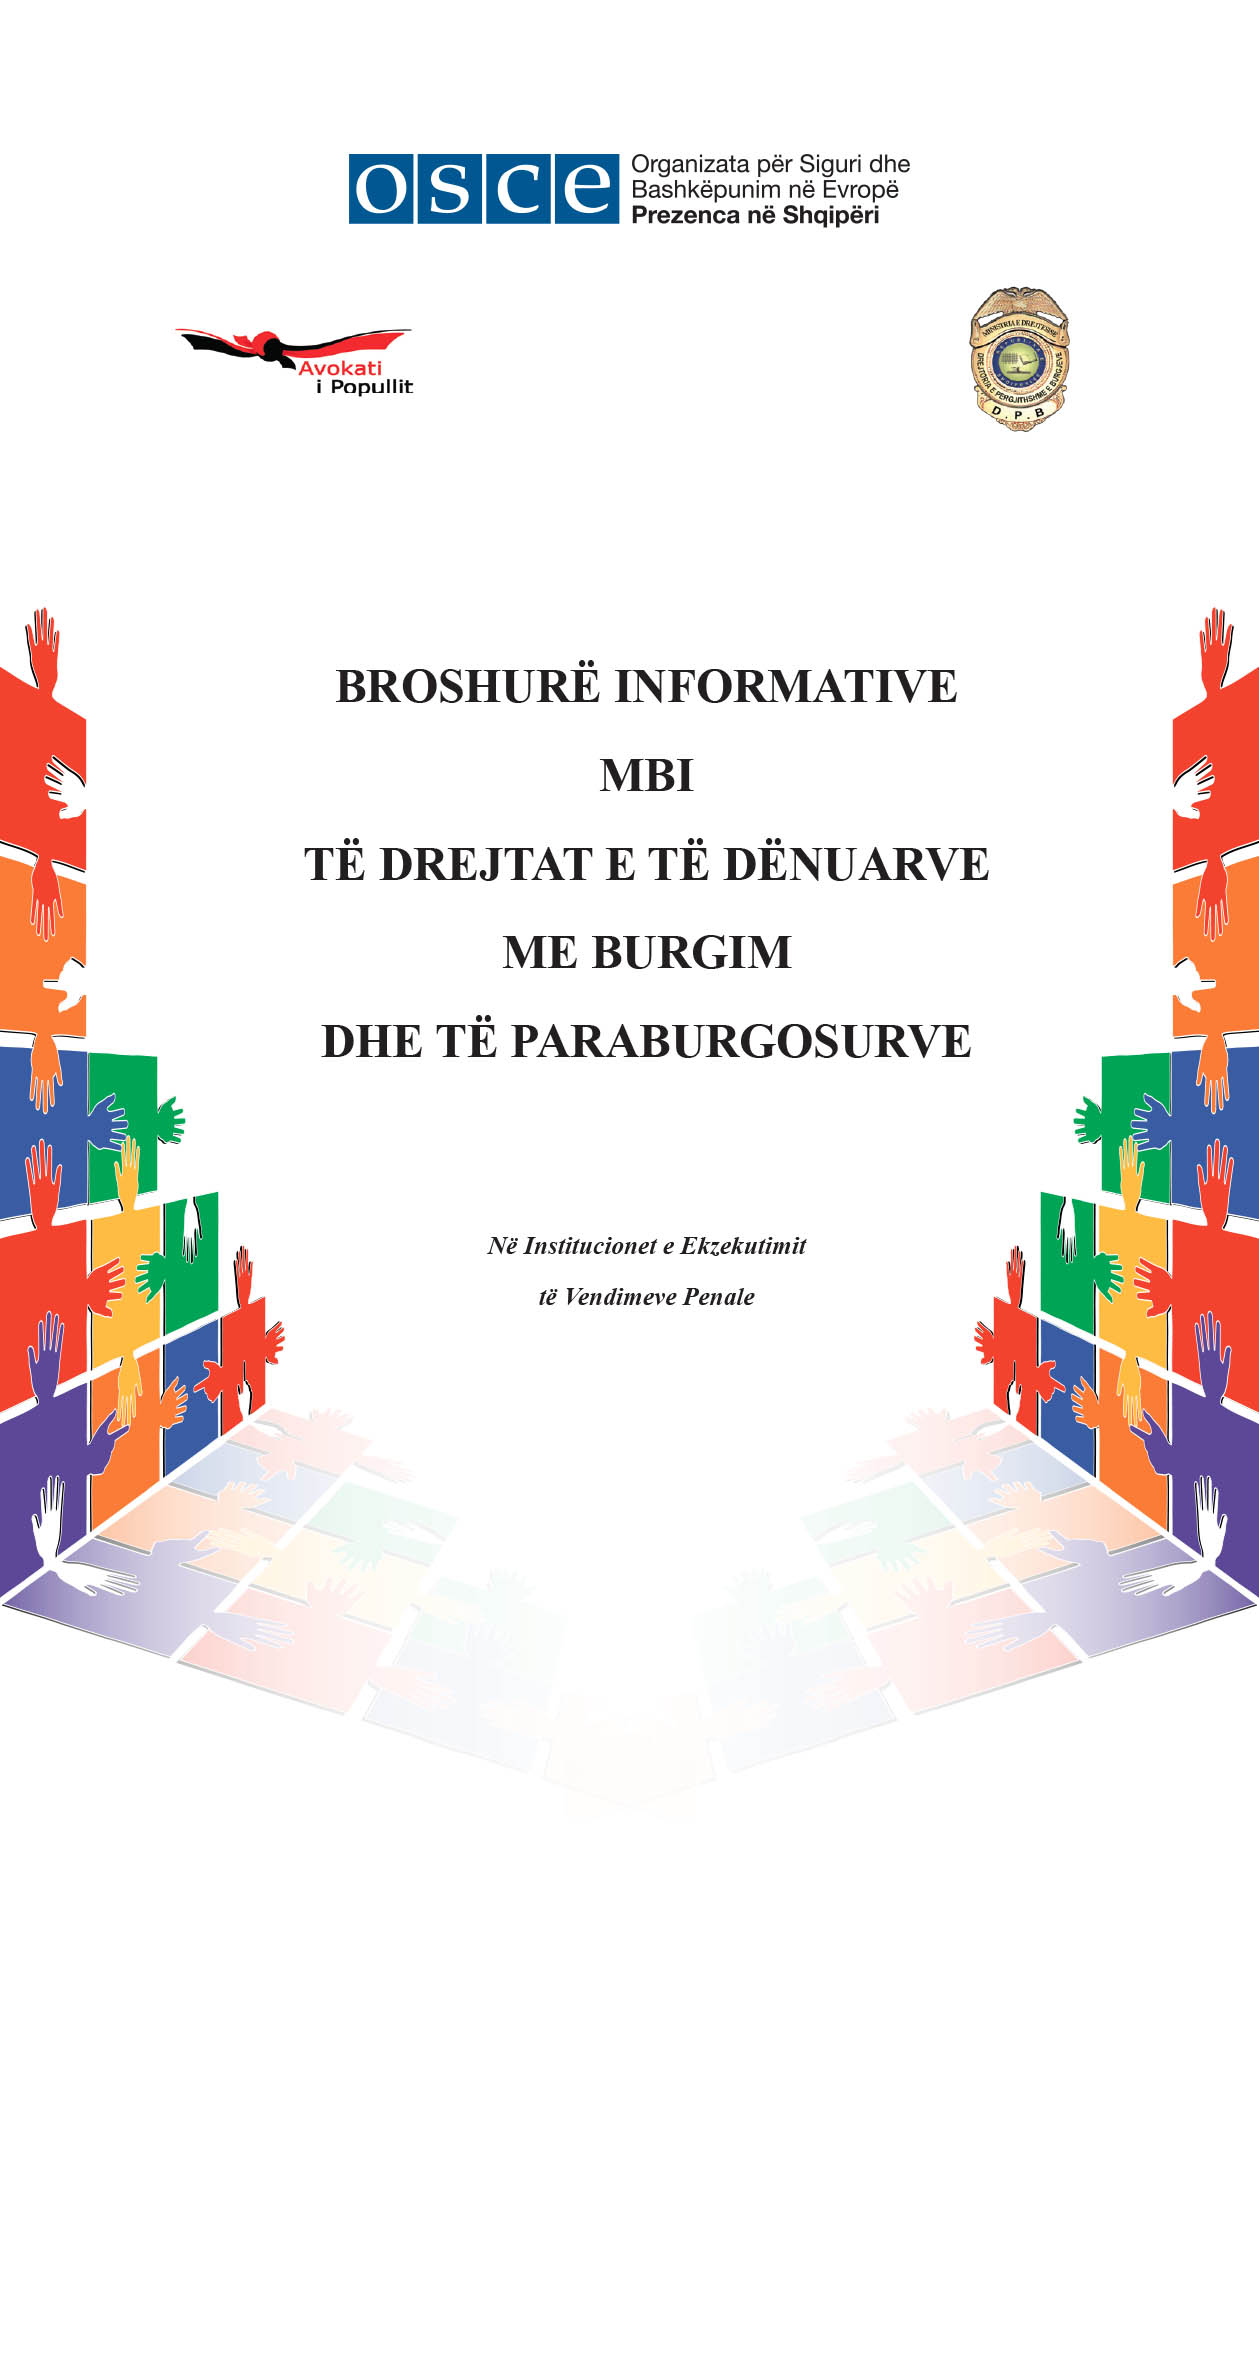 osce
Organizata për Siguri dhe
Bashkëpunim në Evropë
Prezenca në Shqipëri
Avokati
i Popullit
MINISTRIA E DREJTESISE
DREJTORIA E PERGJITHSHME E BURGJEVE
D.P.B
BROSHURË INFORMATIVE
MBI
TË DREJTAT E TË DËNUARVE
ME BURGIM
DHE TË PARABURGOSURVE
Në Institucionet e Ekzekutimit
të Vendimeve Penale